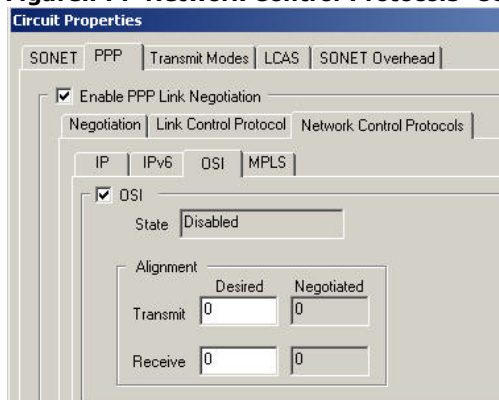 Circuit Properties
SONET PPP Transmit Modes LCAS SONET Overhead
Enable PPP Link Negotiation
Negotiation Link Control Protocol Network Control Protocols
IP IPv6 OSI MPLS
OSI
State Disabled
Alignment
Desired Negotiated
Transmit 0 0
Receive 0 0